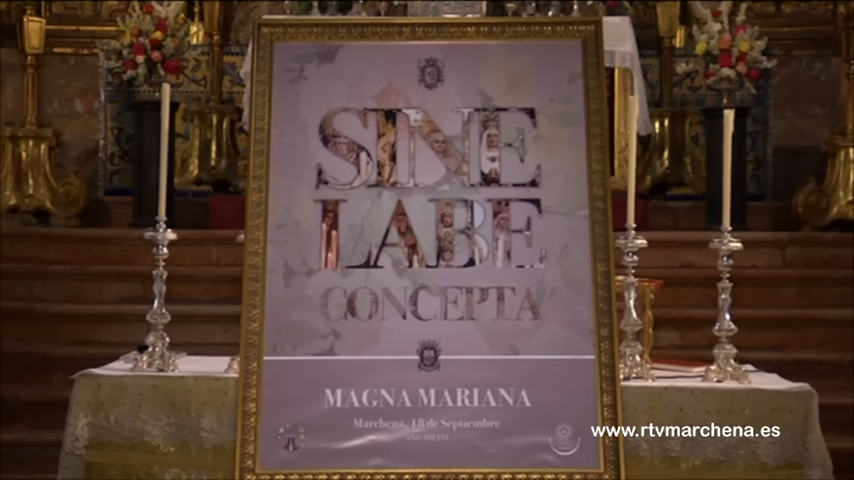 SINE
LABE
CONCEPTA
MAGNA MARIANA
Marchena, 18 de Septiembre
www.rtvmarchena.es